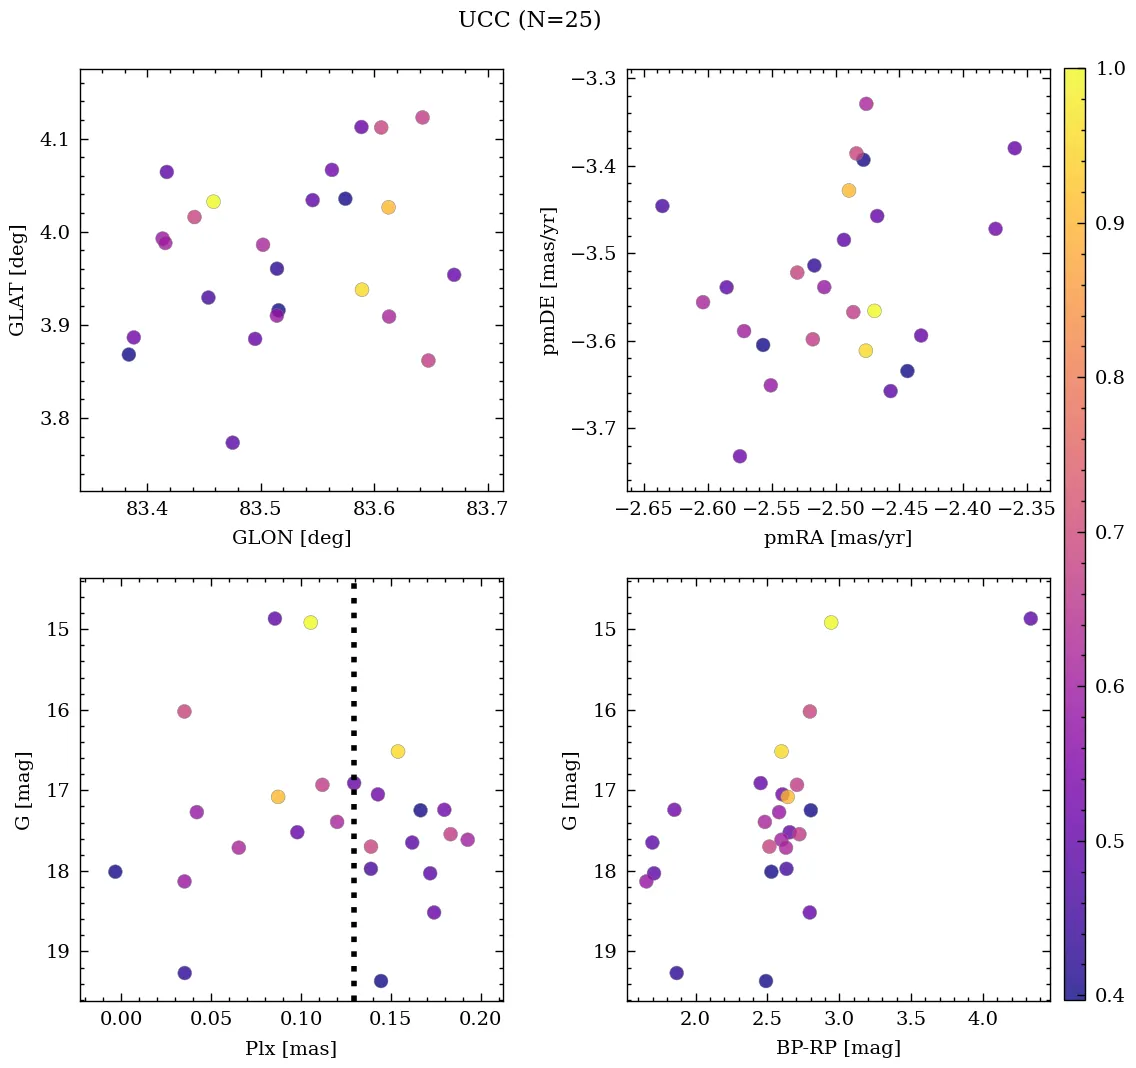 UCC (N=25)
4.1
4.0
3.9
3.8
GLAT [deg]
83.4 83.5 83.6 83.7
GLON [deg]
−3.3
−3.4
−3.5
−3.6
−3.7
pmDE [mas/yr]
−2.65 −2.60 −2.55 −2.50 −2.45 −2.40 −2.35
pmRA [mas/yr]
15
16
17
18
19
G [mag]
0.00 0.05 0.10 0.15 0.20
Plx [mas]
15
16
17
18
19
G [mag]
2.0 2.5 3.0 3.5 4.0
BP-RP [mag]
1.0
0.9
0.8
0.7
0.6
0.5
0.4